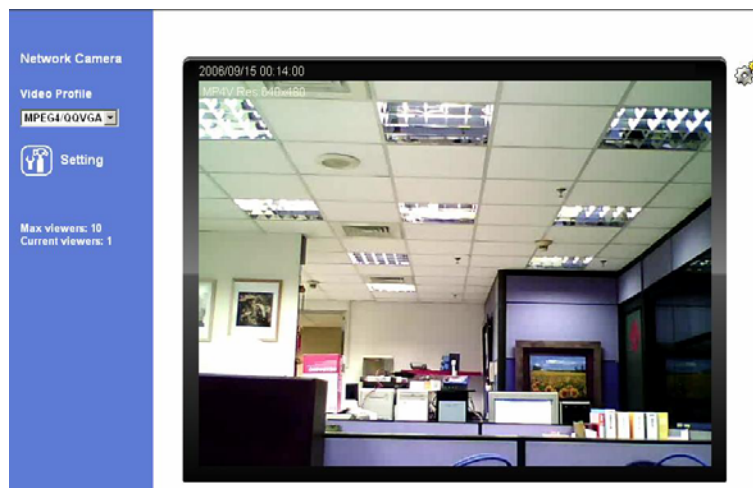 Network Camera
Video Profile
MPEG4/QQVGA
Setting
Max viewers: 10
Current viewers: 1
2006/09/15 00:14:00
MP4V Res 640x480